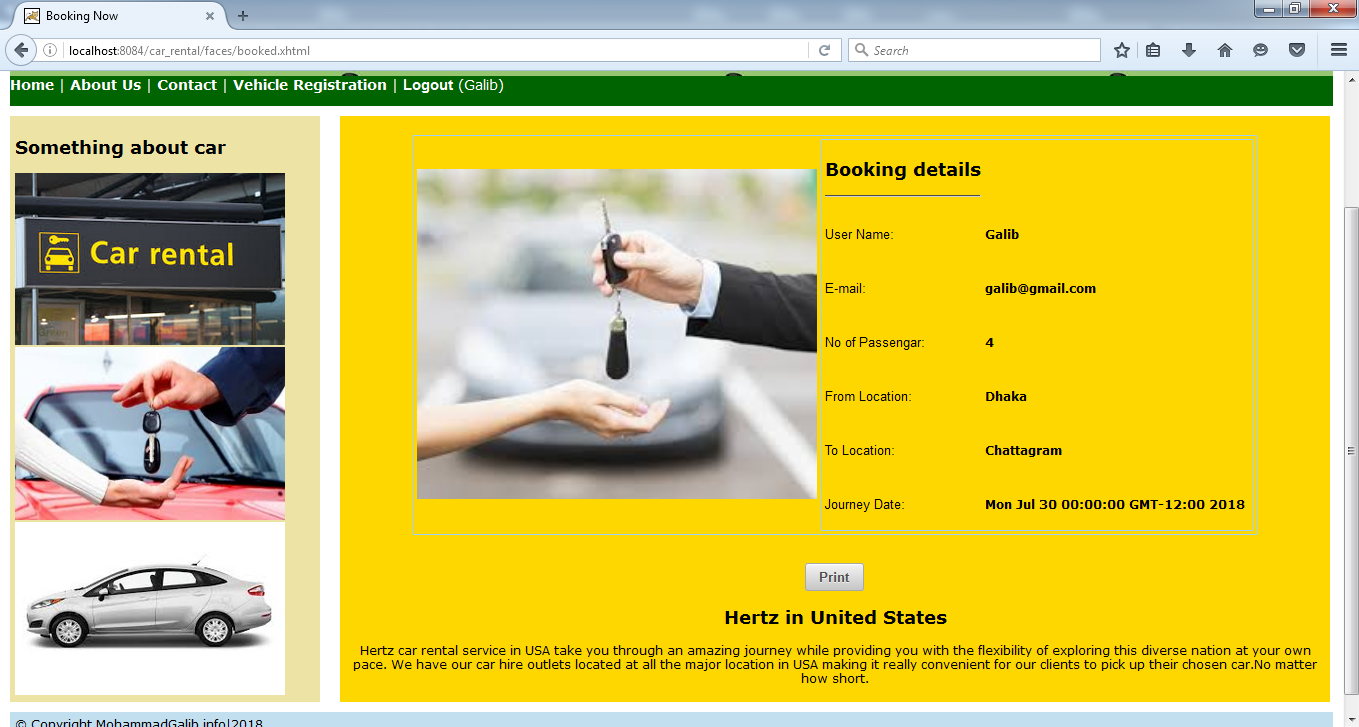 Booking Now
localhost:8084/car_rental/faces/booked.xhtml
Search
Home | About Us | Contact | Vehicle Registration | Logout (Galib)
Something about car
Car rental
Booking details
User Name: Galib
E-mail: galib@gmail.com
No of Passengar: 4
From Location: Dhaka
To Location: Chattagram
Journey Date: Mon Jul 30 00:00:00 GMT-12:00 2018
Print
Hertz in United States
Hertz car rental service in USA take you through an amazing journey while providing you with the flexibility of exploring this diverse nation at your own
pace. We have our car hire outlets located at all the major location in USA making it really convenient for our clients to pick up their chosen car.No matter
how short.
© Copyright MohammadGalib.info|2018